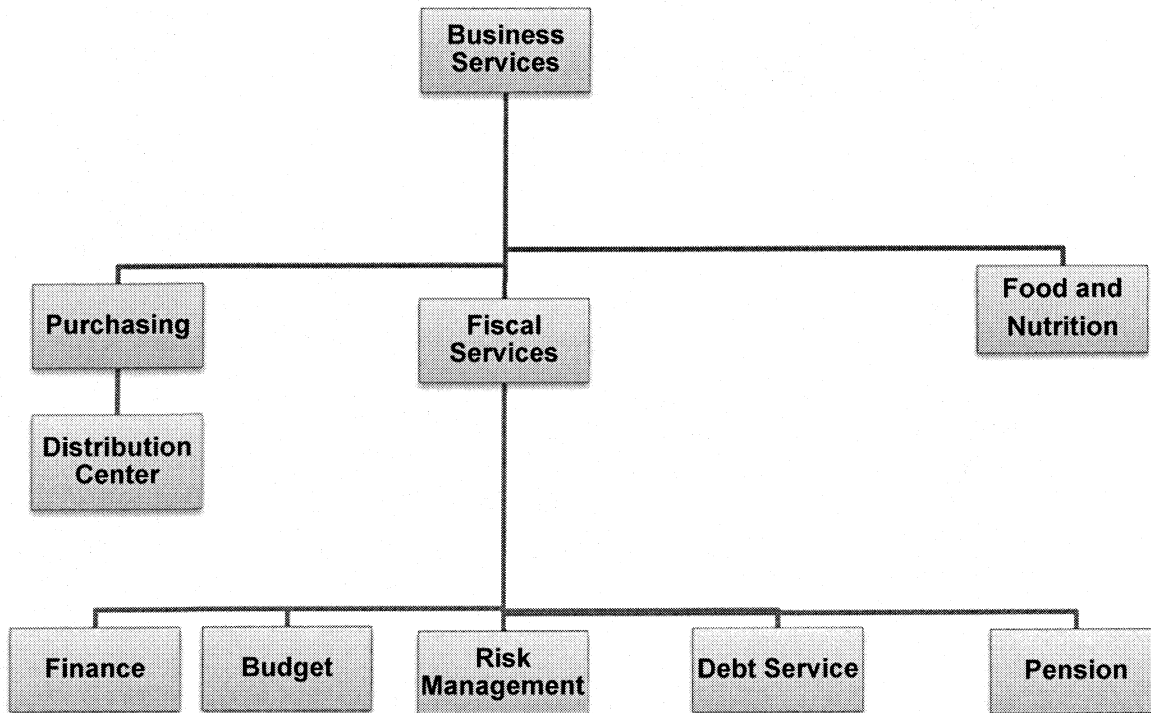 Business
Services
Purchasing
Fiscal
Services
Food and
Nutrition
Distribution
Center
Finance
Budget
Risk
Management
Debt Service
Pension